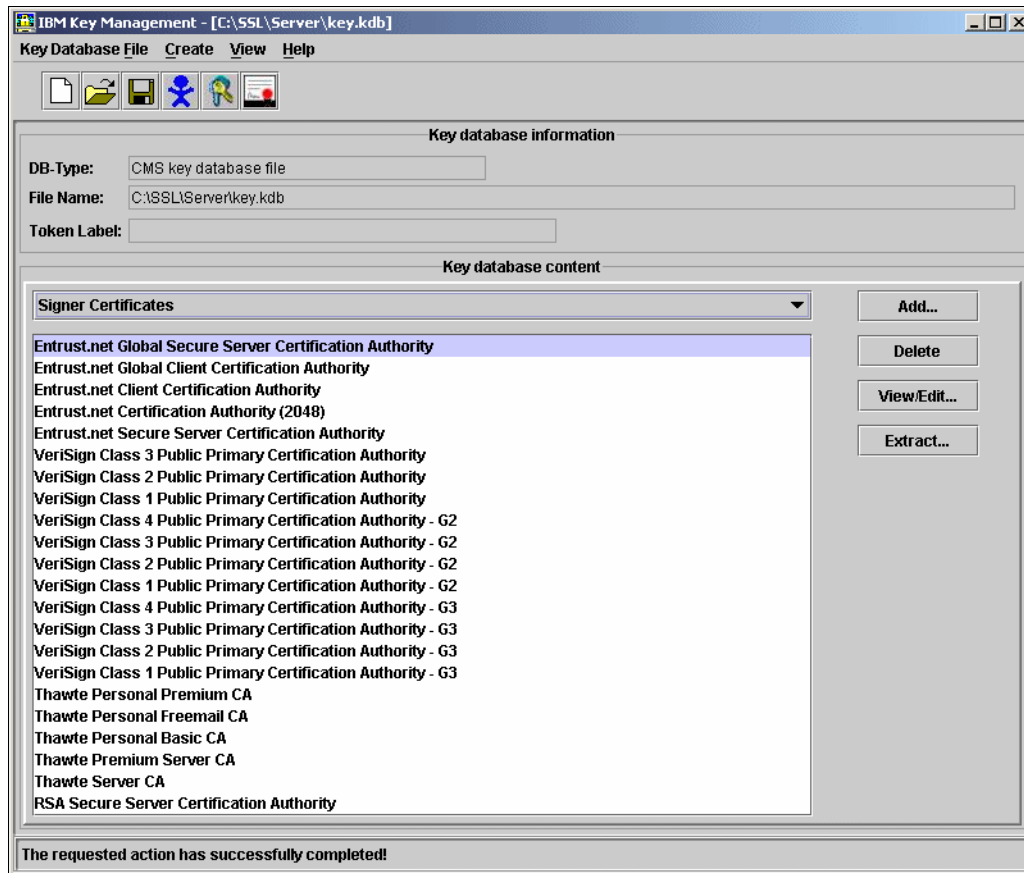 IBM Key Management - [C:\SSL\Server\key.kdb]
Key Database File Create View Help
Key database information
DB-Type: CMS key database file
File Name: C:\SSL\Server\key.kdb
Token Label:
Key database content
Signer Certificates
Add...
Entrust.net Global Secure Server Certification Authority
Delete
Entrust.net Global Client Certification Authority
Entrust.net Client Certification Authority
View/Edit...
Entrust.net Certification Authority (2048)
Entrust.net Secure Server Certification Authority
Extract...
VeriSign Class 3 Public Primary Certification Authority
VeriSign Class 2 Public Primary Certification Authority
VeriSign Class 1 Public Primary Certification Authority
VeriSign Class 4 Public Primary Certification Authority - G2
VeriSign Class 3 Public Primary Certification Authority - G2
VeriSign Class 2 Public Primary Certification Authority - G2
VeriSign Class 1 Public Primary Certification Authority - G2
VeriSign Class 4 Public Primary Certification Authority - G3
VeriSign Class 3 Public Primary Certification Authority - G3
VeriSign Class 2 Public Primary Certification Authority - G3
VeriSign Class 1 Public Primary Certification Authority - G3
Thawte Personal Premium CA
Thawte Personal Freemail CA
Thawte Personal Basic CA
Thawte Premium Server CA
Thawte Server CA
RSA Secure Server Certification Authority
The requested action has successfully completed!